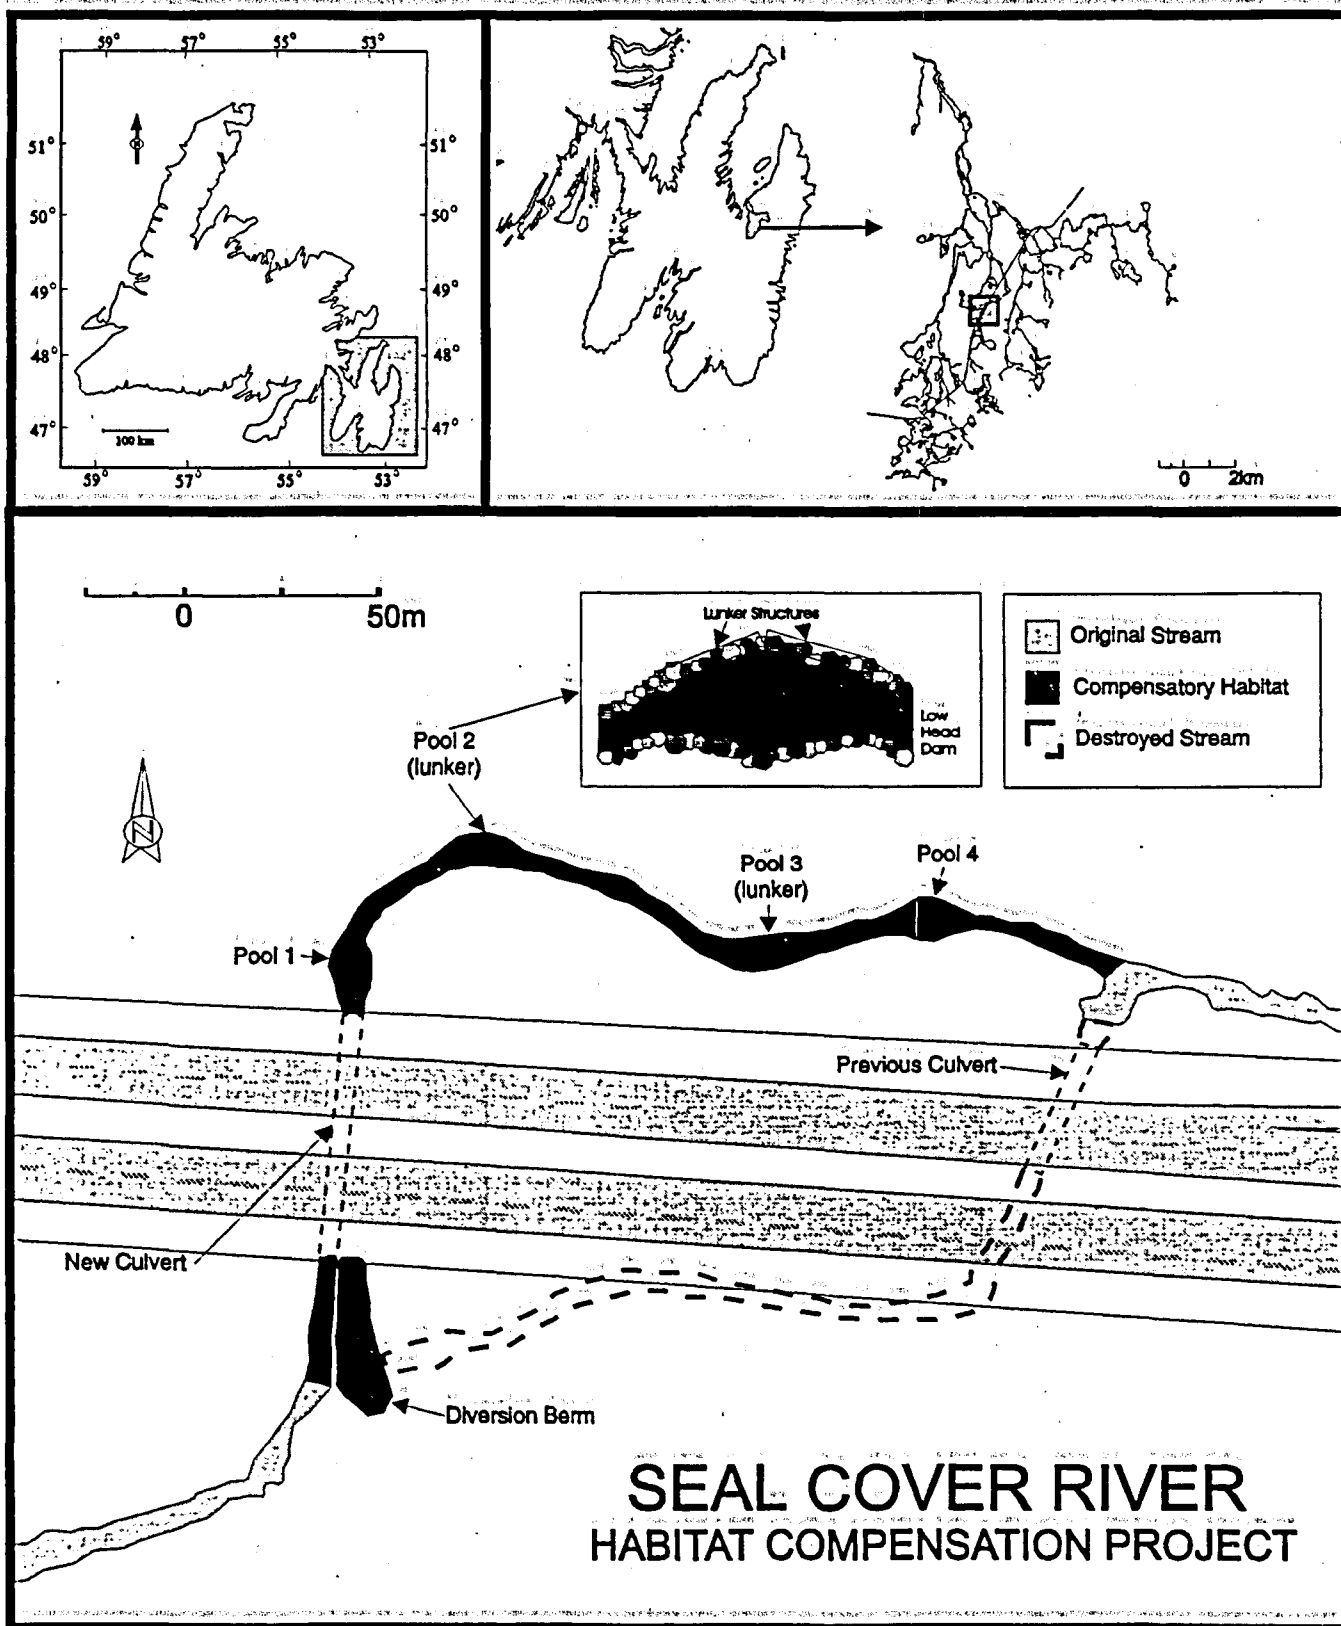 59° 57° 55° 53°
51° 51°
50° 50°
49° 49°
48° 48°
47° 47°
100 km
59° 57° 55° 53°
0 2km
0 50m
Lunker Structures
Low
Head
Dam
Original Stream
Compensatory Habitat
Destroyed Stream
Pool 2
(lunker)
N
Pool 3
(lunker)
Pool 4
Pool 1
Previous Culvert
New Culvert
Diversion Berm
SEAL COVER RIVER
HABITAT COMPENSATION PROJECT